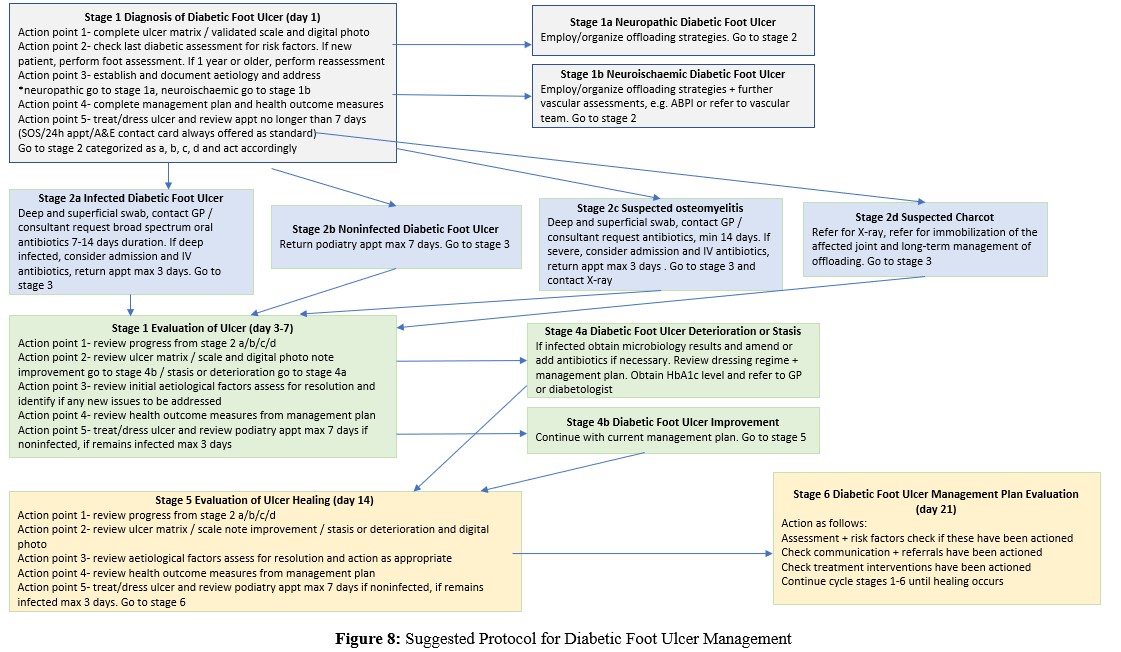 Stage 1 Diagnosis of Diabetic Foot Ulcer (day 1)
Action point 1- complete ulcer matrix / validated scale and digital photo
Action point 2- check last diabetic assessment for risk factors. If new
patient, perform foot assessment. If 1 year or older, perform reassessment
Action point 3- establish and document aetiology and address
*neuropathic go to stage 1a, neuroischaemic go to stage 1b
Action point 4- complete management plan and health outcome measures
Action point 5- treat/dress ulcer and review appt no longer than 7 days
(SOS/24h appt/A&E contact card always offered as standard)
Go to stage 2 categorized as a, b, c, d and act accordingly
Stage 1a Neuropathic Diabetic Foot Ulcer
Employ/organize offloading strategies. Go to stage 2
Stage 1b Neuroischaemic Diabetic Foot Ulcer
Employ/organize offloading strategies + further
vascular assessments, e.g. ABPI or refer to vascular
team. Go to stage 2
Stage 2a Infected Diabetic Foot Ulcer
Deep and superficial swab, contact GP /
consultant request broad spectrum oral
antibiotics 7-14 days duration. If deep
infected, consider admission and IV
antibiotics, return appt max 3 days. Go to
stage 3
Stage 2b Noninfected Diabetic Foot Ulcer
Return podiatry appt max 7 days. Go to stage 3
Stage 2c Suspected osteomyelitis
Deep and superficial swab, contact GP /
consultant request antibiotics, min 14 days. If
severe, consider admission and IV antibiotics,
return appt max 3 days . Go to stage 3 and
contact X-ray
Stage 2d Suspected Charcot
Refer for X-ray, refer for immobilization of the
affected joint and long-term management of
offloading. Go to stage 3
Stage 1 Evaluation of Ulcer (day 3-7)
Action point 1- review progress from stage 2 a/b/c/d
Action point 2- review ulcer matrix / scale and digital photo note
improvement go to stage 4b / stasis or deterioration go to stage 4a
Action point 3- review initial aetiological factors assess for resolution and
identify if any new issues to be addressed
Action point 4- review health outcome measures from management plan
Action point 5- treat/dress ulcer and review podiatry appt max 7 days if
noninfected, if remains infected max 3 days
Stage 4a Diabetic Foot Ulcer Deterioration or Stasis
If infected obtain microbiology results and amend or
add antibiotics if necessary. Review dressing regime +
management plan. Obtain HbA1c level and refer to GP
or diabetologist
Stage 4b Diabetic Foot Ulcer Improvement
Continue with current management plan. Go to stage 5
Stage 5 Evaluation of Ulcer Healing (day 14)
Action point 1- review progress from stage 2 a/b/c/d
Action point 2- review ulcer matrix / scale note improvement / stasis or deterioration and digital
photo
Action point 3- review aetiological factors assess for resolution and action as appropriate
Action point 4- review health outcome measures from management plan
Action point 5- treat/dress ulcer and review podiatry appt max 7 days if noninfected, if remains
infected max 3 days. Go to stage 6
Stage 6 Diabetic Foot Ulcer Management Plan Evaluation
(day 21)
Action as follows:
Assessment + risk factors check if these have been actioned
Check communication + referrals have been actioned
Check treatment interventions have been actioned
Continue cycle stages 1-6 until healing occurs
Figure 8: Suggested Protocol for Diabetic Foot Ulcer Management